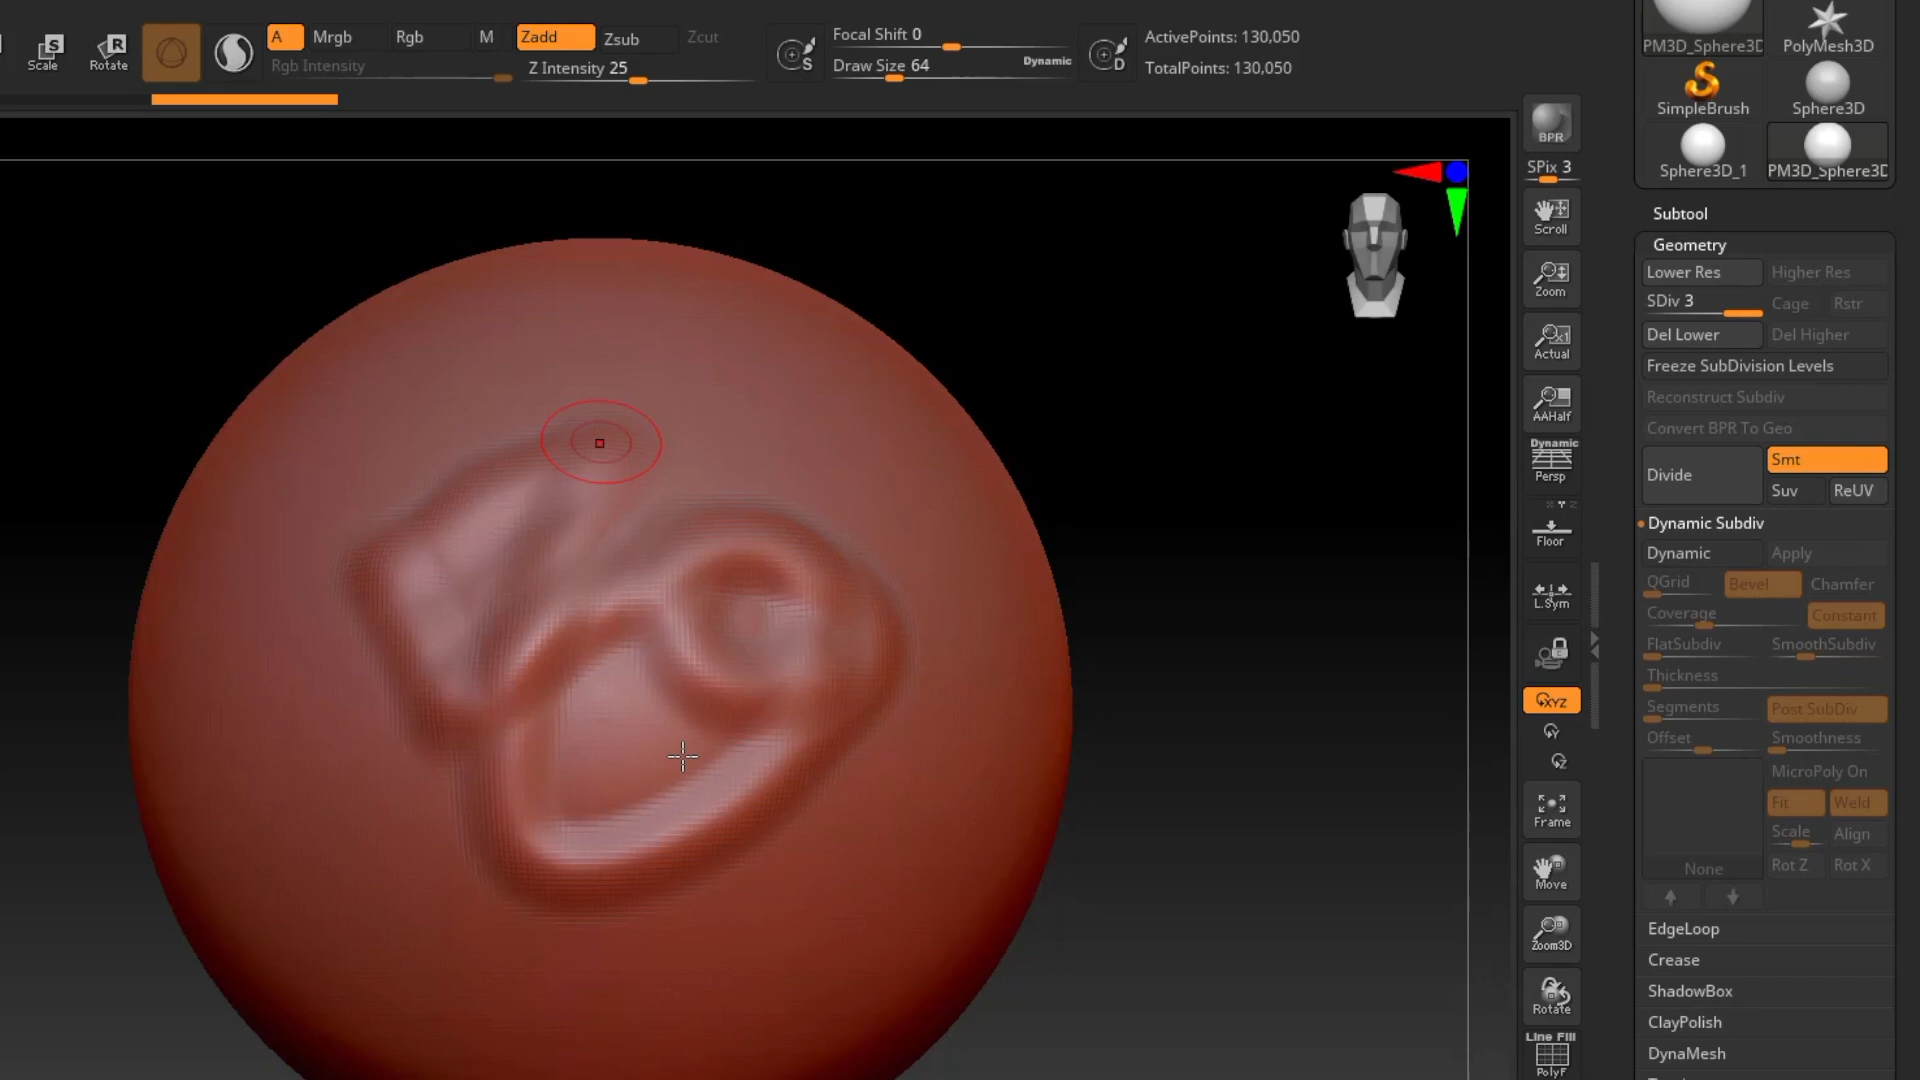 Scale
Rotate
A
Mrgb
Rgb
M
Zadd
Zsub
Zcut
Rgb Intensity
Z Intensity 25
S
Focal Shift 0
Draw Size 64
Dynamic
D
ActivePoints: 130,050
TotalPoints: 130,050
PM3D_Sphere3D
PolyMesh3D
SimpleBrush
Sphere3D
Sphere3D_1
PM3D_Sphere3D
BPR
SPix 3
Scroll
Zoom
Actual
AAHalf
Dynamic
Persp
Floor
L.Sym
XYZ
Y
Z
Frame
Move
Zoom3D
Rotate
Line Fill
PolyF
Subtool
Geometry
Lower Res
Higher Res
SDiv 3
Cage
Rstr
Del Lower
Del Higher
Freeze SubDivision Levels
Reconstruct Subdiv
Convert BPR To Geo
Divide
Smt
Suv
ReUV
Dynamic Subdiv
Dynamic
Apply
QGrid
Bevel
Chamfer
Coverage
Constant
FlatSubdiv
SmoothSubdiv
Thickness
Segments
Post SubDiv
Offset
Smoothness
MicroPoly On
Fit
Weld
Scale
Align
None
Rot Z
Rot X
EdgeLoop
Crease
ShadowBox
ClayPolish
DynaMesh